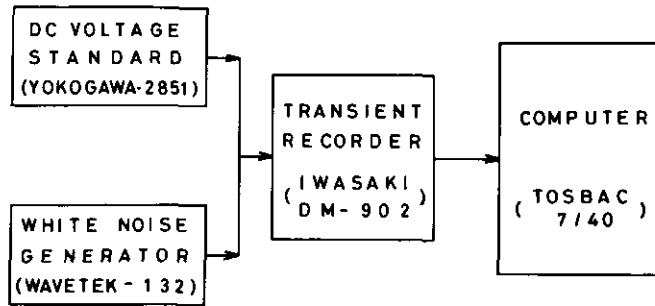 DC VOLTAGE
STANDARD
(YOKOGAWA-2851)
WHITE NOISE
GENERATOR
(WAVETEK-132)
TRANSIENT
RECORDER
(IWASAKI
DM-902)
COMPUTER
(TOSBAC
7/40)